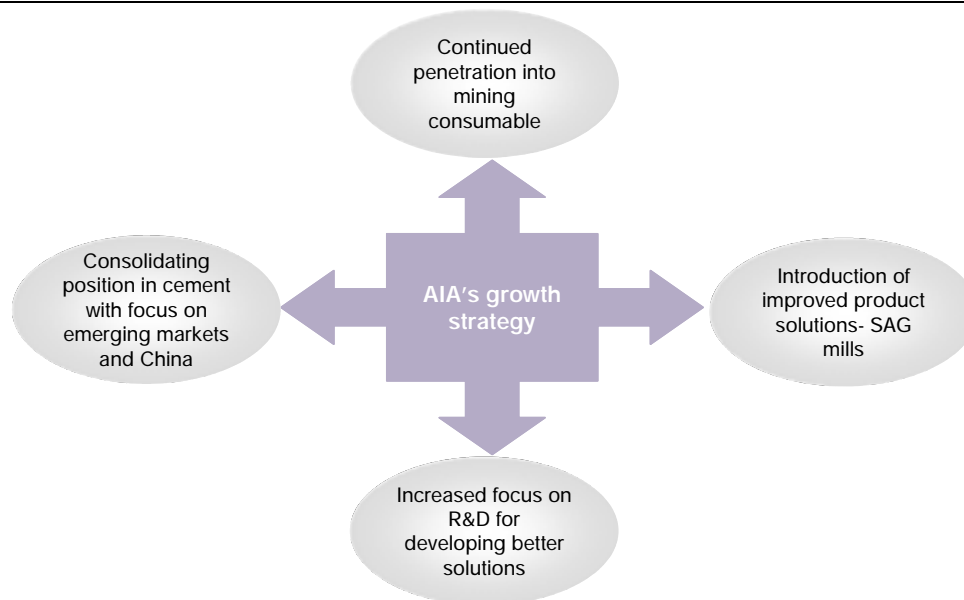 Continued
penetration into
mining
consumable
Consolidating
position in cement
with focus on
emerging markets
and China
AIA's growth
strategy
Introduction of
improved product
solutions- SAG
mills
Increased focus on
R&D for
developing better
solutions